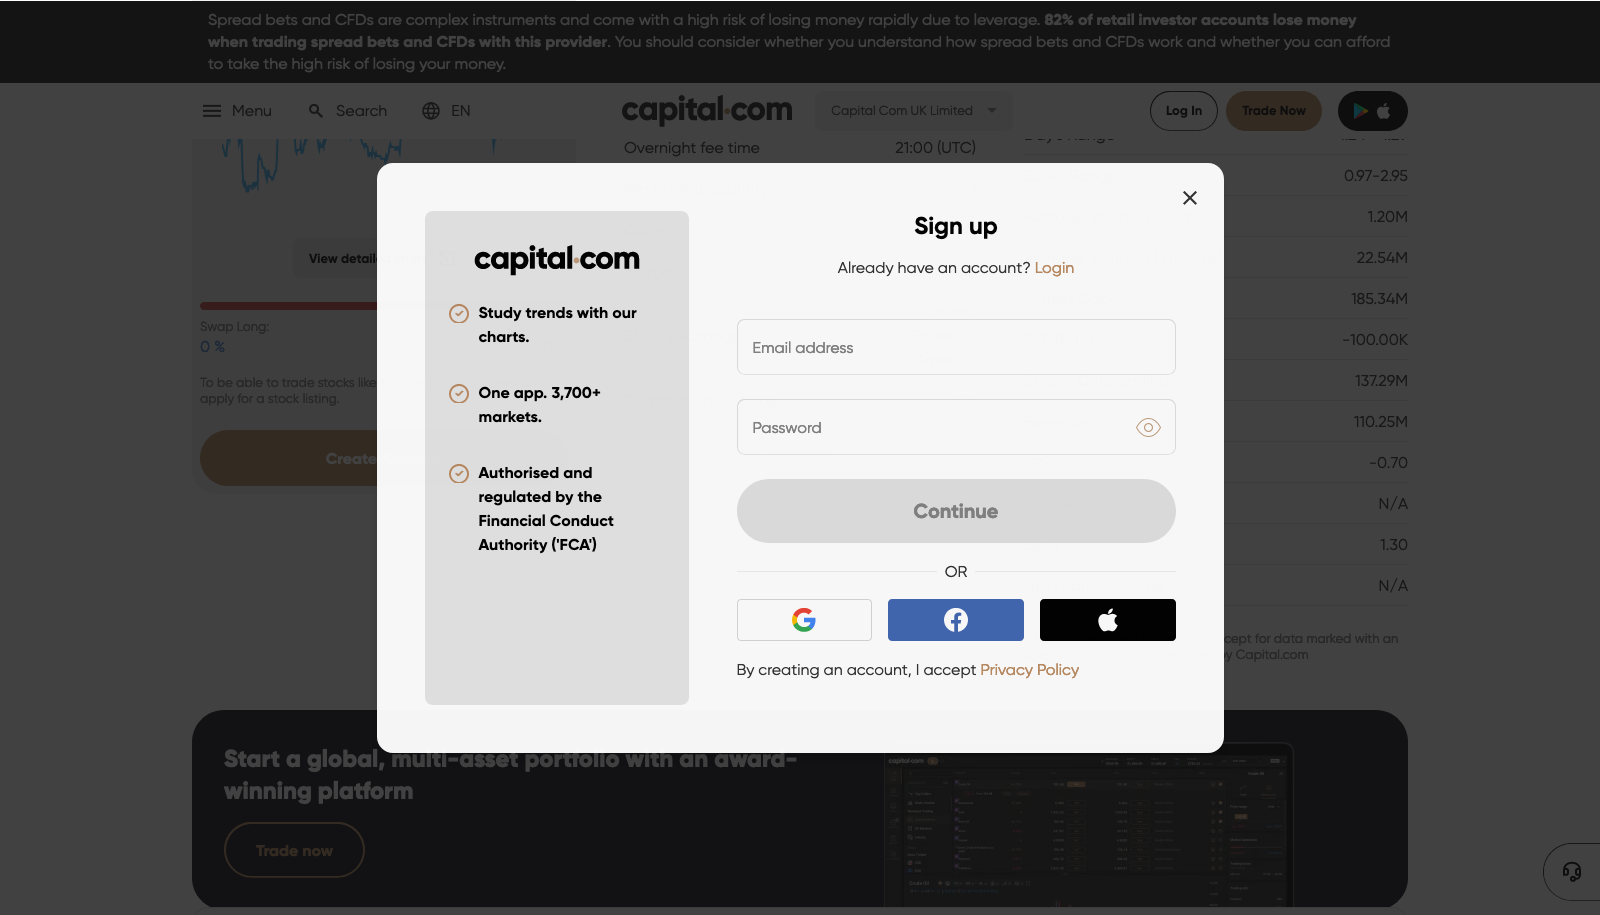 Spread bets and CFDs are complex instruments and come with a high risk of losing money rapidly due to leverage. 82% of retail investor accounts lose money
when trading spread bets and CFDs with this provider. You should consider whether you understand how spread bets and CFDs work and whether you can afford
to take the high risk of losing your money.
Menu
Search
EN
capital.com
Capital Com UK Limited
Log In
Trade Now
Overnight fee time
21:00 (UTC)
0.97-2.95
1.20M
22.54M
185.34M
-100.00K
137.29M
110.25M
-0.70
N/A
1.30
N/A
View detaile
Swap Long:
0 %
To be able to trade stocks like
apply for a stock listing.
Create
capital.com
Study trends with our
charts.
One app. 3,700+
markets.
Authorised and
regulated by the
Financial Conduct
Authority ('FCA')
Sign up
Already have an account? Login
Email address
Password
Continue
OR
By creating an account, I accept Privacy Policy
cept for data marked with an
by Capital.com
Start a global, multi-asset portfolio with an award-
winning platform
Trade now
capital.com